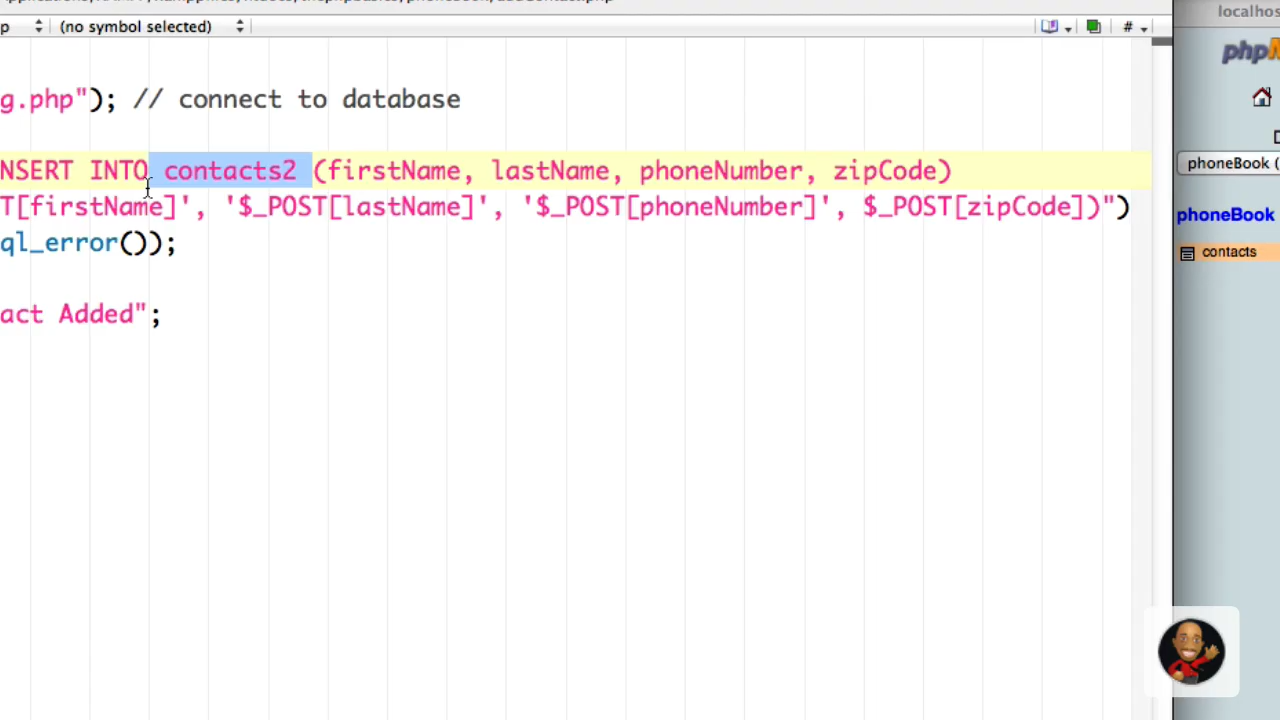 p (no symbol selected) #
localhos
phpM
g.php"); // connect to database
NSERT INTO contacts2 (firstName, lastName, phoneNumber, zipCode)
T[firstName]', '$_POST[lastName]', '$_POST[phoneNumber]', $_POST[zipCode])")
ql_error());
act Added";
phoneBook (
phoneBook
contacts